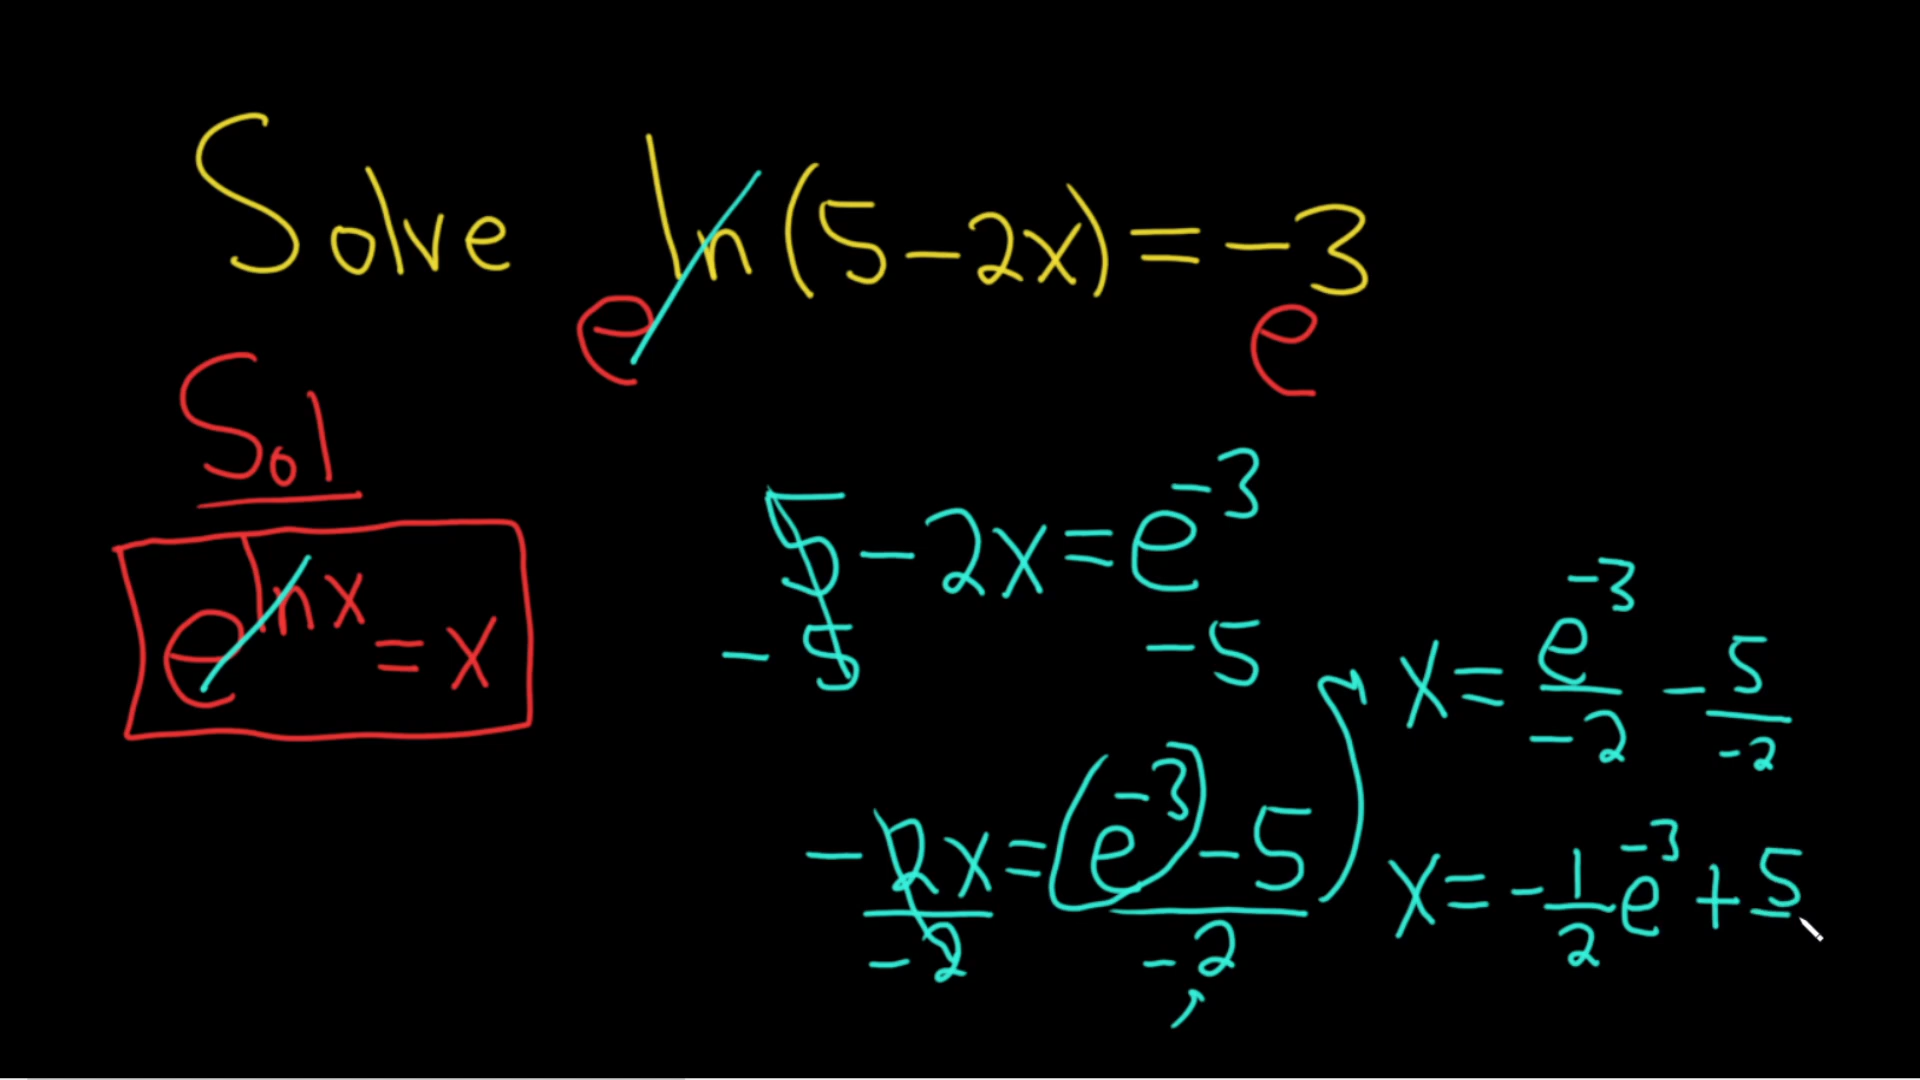 Solve ln(5-2x)=-3
e e
Sol
e^{ln x} = x
5-2x=e^{-3}
-5 -5
-2x/-2 = (e^{-3})-5/-2
x= e^{-3}/-2 - 5/-2
x= -1/2 e^{-3} + 5